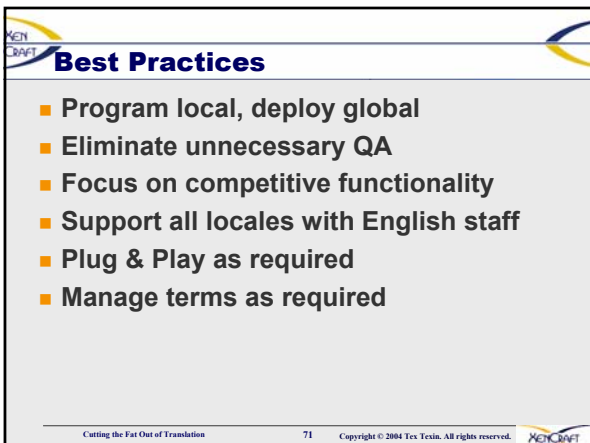 XEN
CRAFT
Best Practices
Program local, deploy global
Eliminate unnecessary QA
Focus on competitive functionality
Support all locales with English staff
Plug & Play as required
Manage terms as required
Cutting the Fat Out of Translation 71 Copyright © 2004 Tex Texin. All rights reserved. XENCRAFT